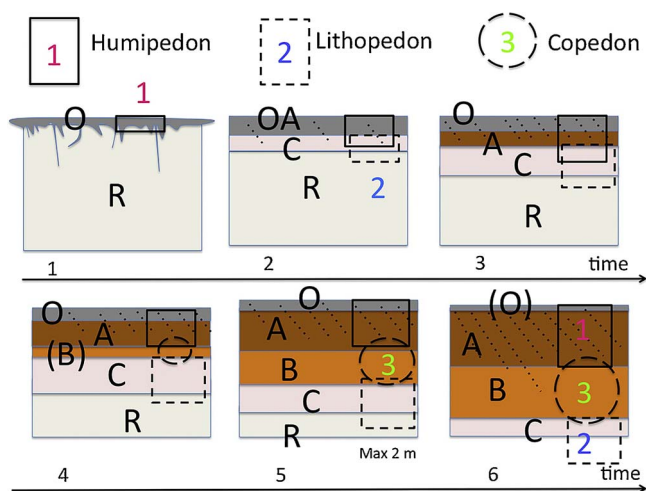 1 Humipedon
2 Lithopedon
3 Copedon
1
O
R
OA
C
R
2
O
A
C
R
1
2
3
time
O
A
(B)
C
R
O
A
B
3
C
R
Max 2 m
(O)
1
A
B
3
C
2
4
5
6
time